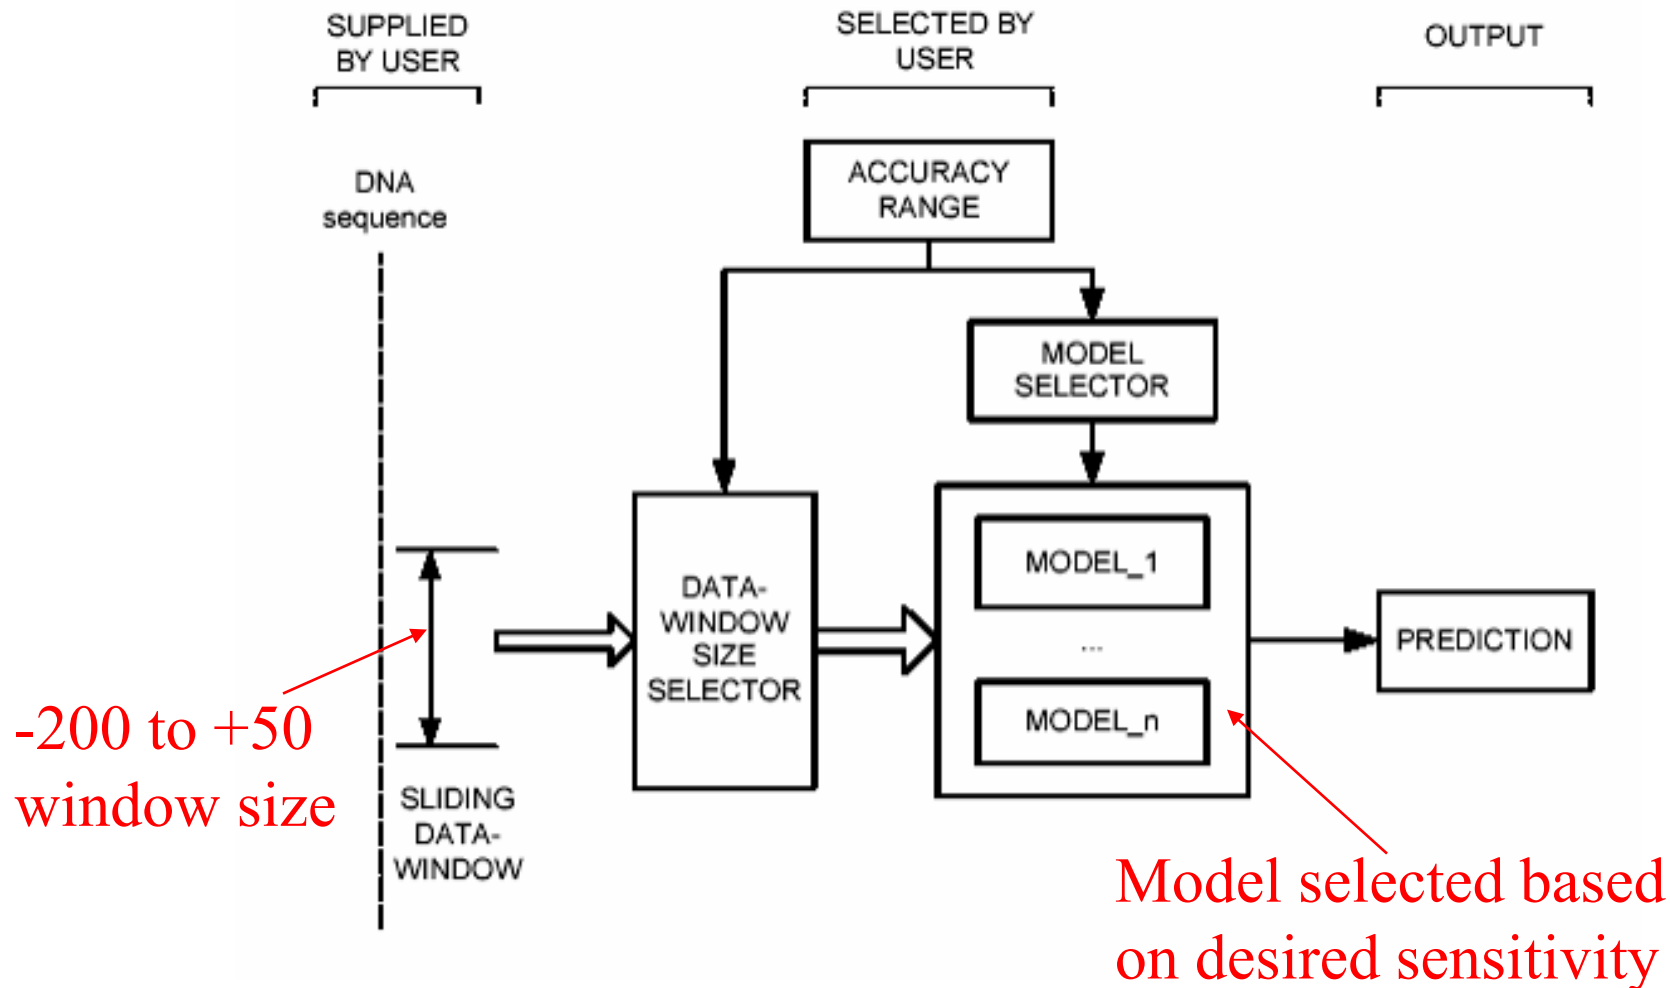 SUPPLIED
BY USER
SELECTED BY
USER
OUTPUT
DNA
sequence
ACCURACY
RANGE
MODEL
SELECTOR
DATA-
WINDOW
SIZE
SELECTOR
MODEL_1
...
MODEL_n
PREDICTION
-200 to +50
window size
SLIDING
DATA-
WINDOW
Model selected based
on desired sensitivity